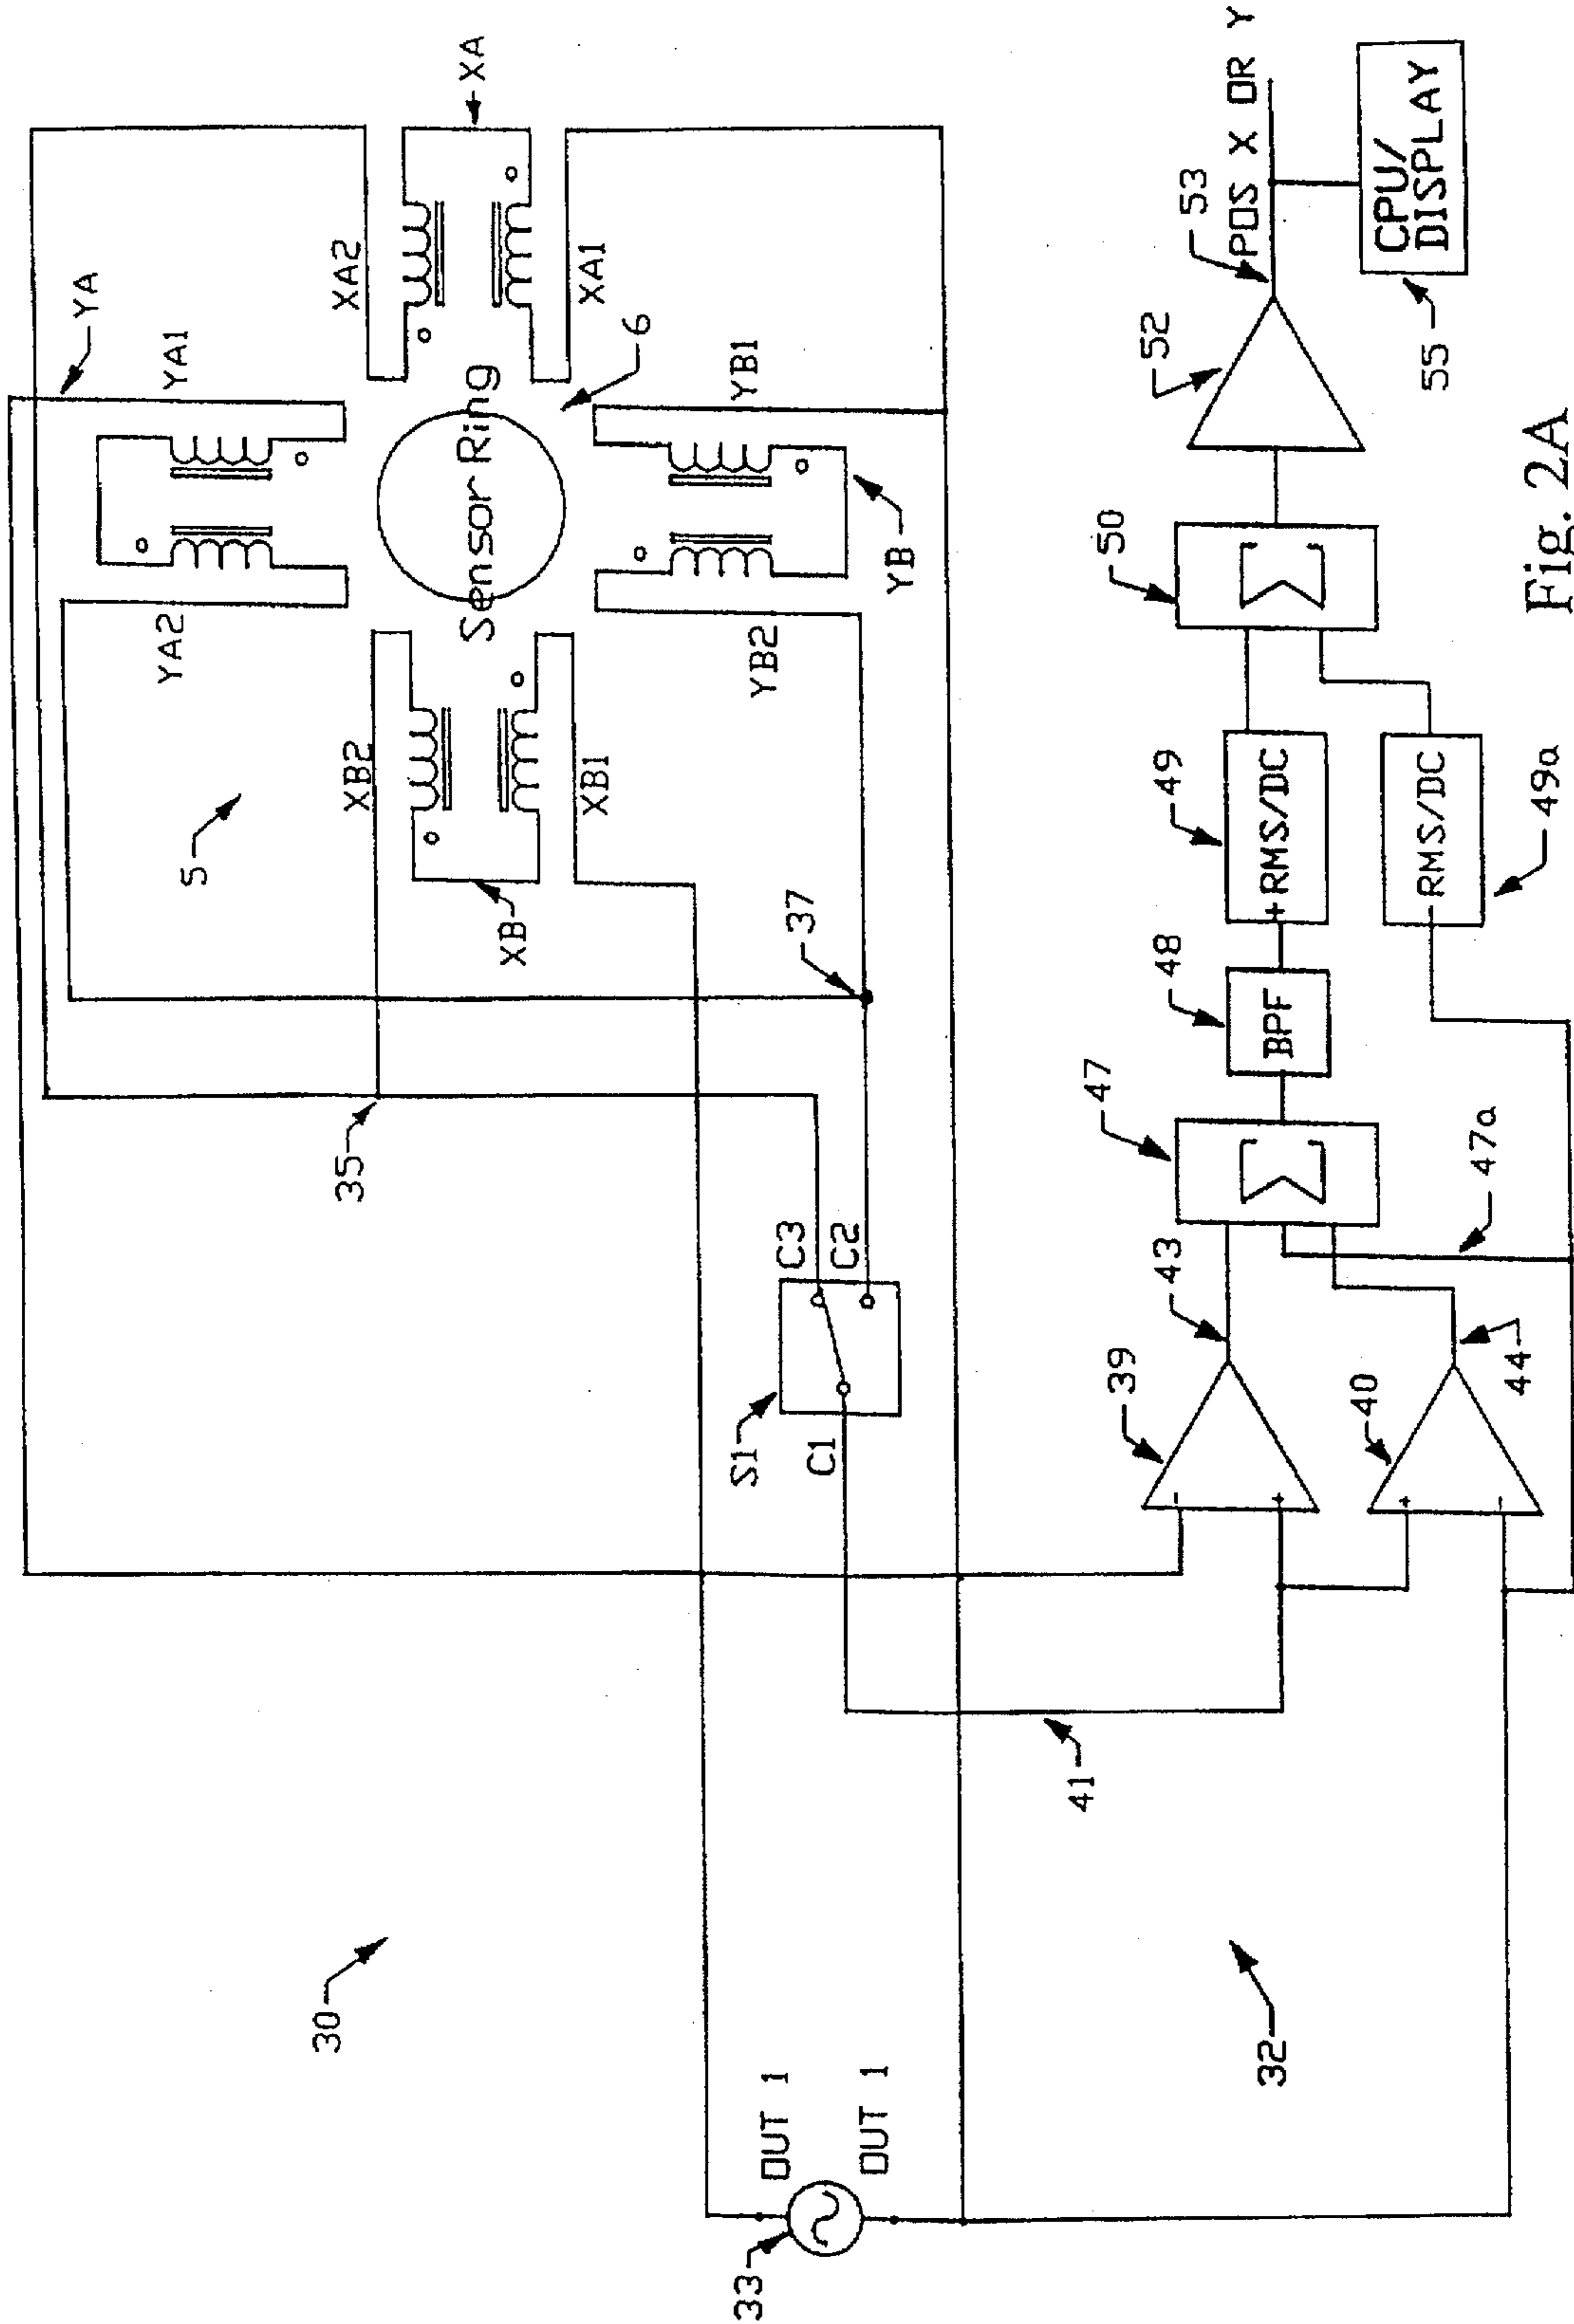 YA
YA1
YA2
XA
XA2
XA1
Sensor Ring
6
5
XB2
XB1
XB
YB1
YB2
YB
37
35
30
S1
C3
C2
C1
33
OUT 1
OUT 1
41
32
39
-
+
40
+
-
43
44
47
Σ
47a
48
BPF
49
+RMS/DC
-RMS/DC
49a
50
Σ
52
53
POS X OR Y
CPU/
DISPLAY
55
Fig. 2A